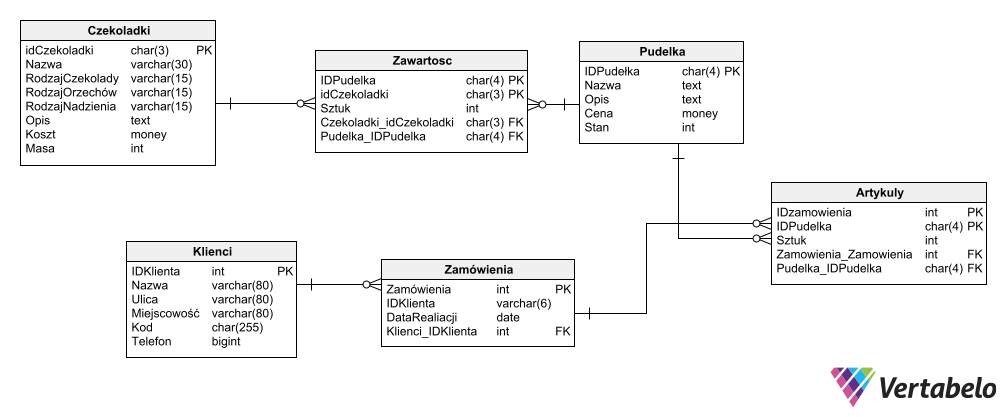 Czekoladki
idCzekoladki char(3) PK
Nazwa varchar(30)
RodzajCzekolady varchar(15)
RodzajOrzechów varchar(15)
RodzajNadzienia varchar(15)
Opis text
Koszt money
Masa int
Zawartosc
IDPudelka char(4) PK
idCzekoladki char(3) PK
Sztuk int
Czekoladki_idCzekoladki char(3) FK
Pudelka_IDPudelka char(4) FK
Pudelka
IDPudełka char(4) PK
Nazwa text
Opis text
Cena money
Stan int
Artykuly
IDzamowienia int PK
IDPudelka char(4) PK
Sztuk int
Zamowienia_Zamowienia int FK
Pudelka_IDPudelka char(4) FK
Klienci
IDKlienta int PK
Nazwa varchar(80)
Ulica varchar(80)
Miejscowość varchar(80)
Kod char(255)
Telefon bigint
Zamówienia
Zamówienia int PK
IDKlienta varchar(6)
DataRealiacji date
Klienci_IDKlienta int FK
Vertabelo